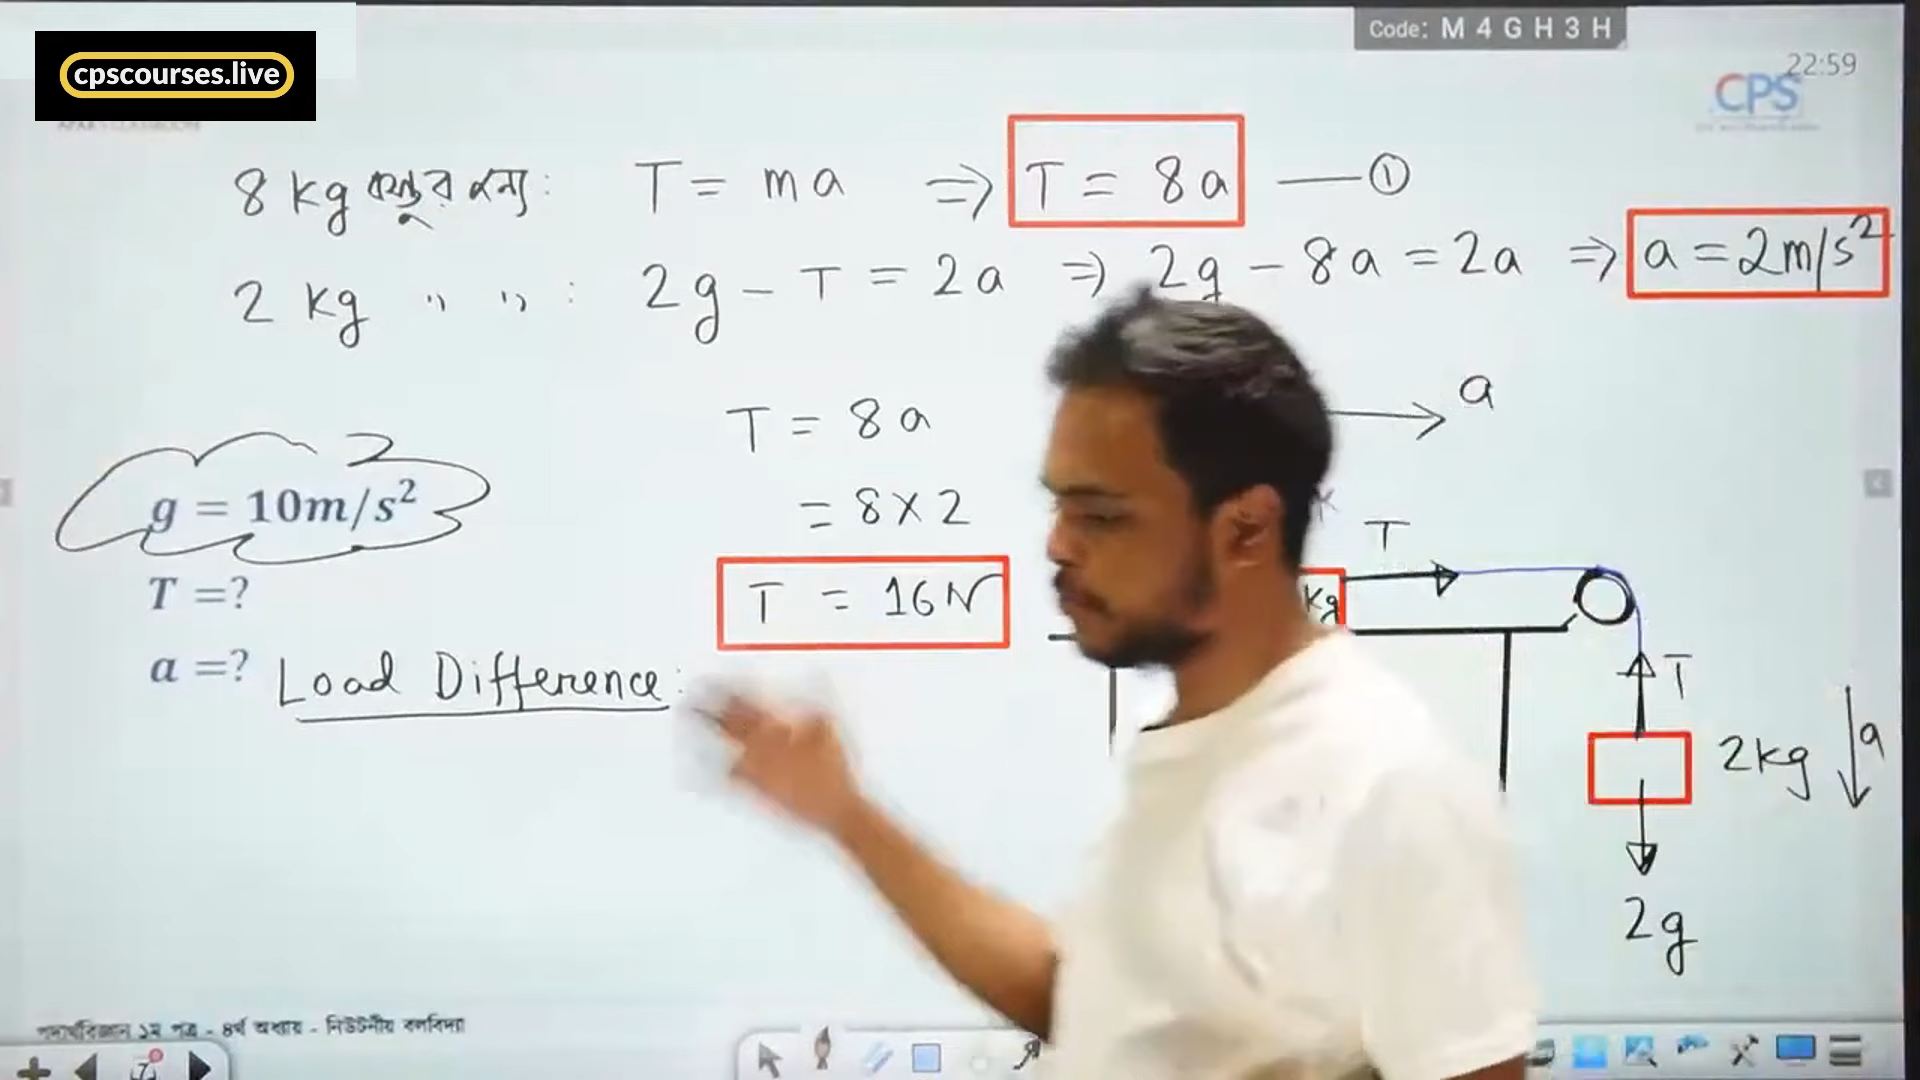 cpscourses.live
Code: M4GH3H
22:59
CPS
8 kg বস্তুর জন্য : T = ma ⇒ T = 8a —— ①
2 kg " " : 2g - T = 2a ⇒ 2g - 8a = 2a ⇒ a = 2m/s²
T = 8a
= 8×2
T = 16N
a
g = 10m/s²
T =?
a =? Load Difference :
T
kg
T
2kg
a
2g
পদার্থবিজ্ঞান ১ম পত্র - ৪র্থ অধ্যায় - নিউটনীয় বলবিদ্যা